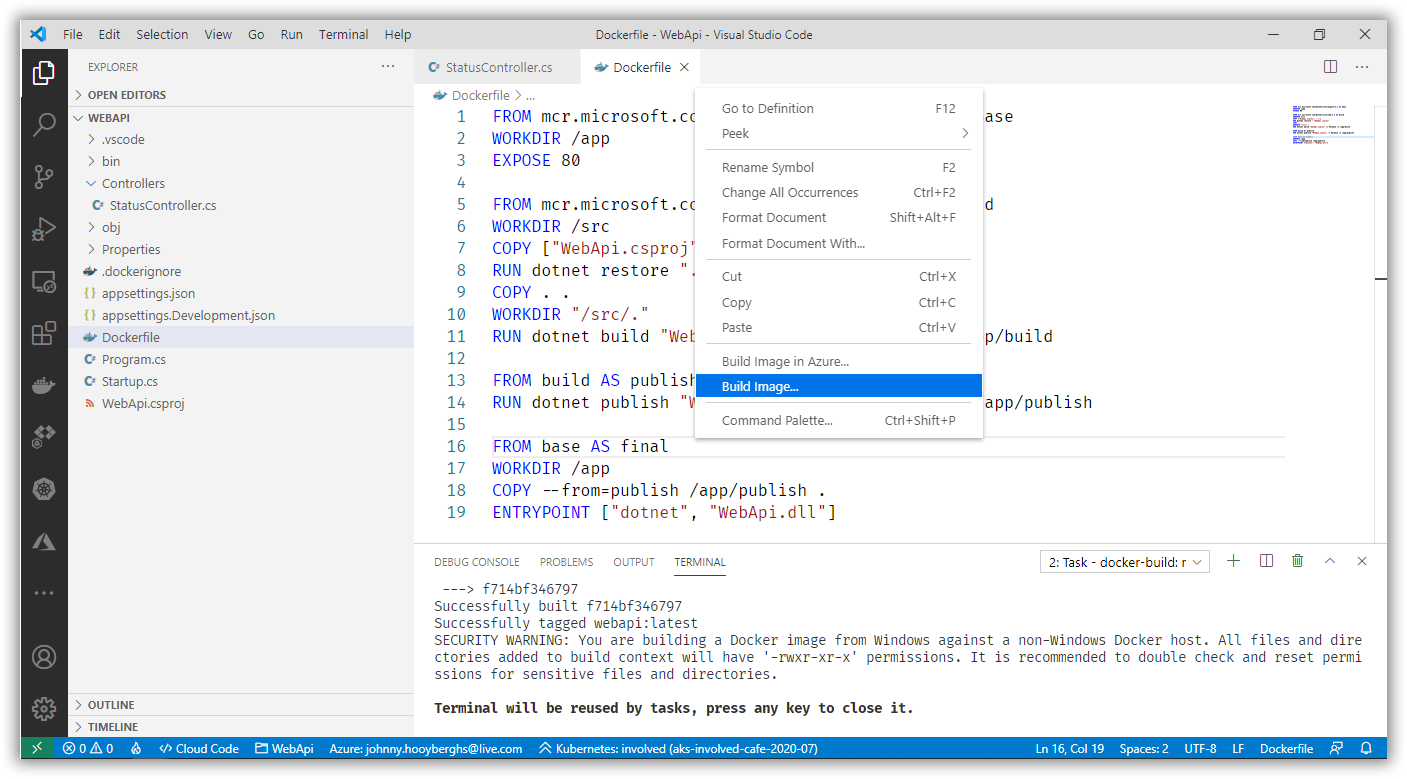 File Edit Selection View Go Run Terminal Help
Dockerfile - WebApi - Visual Studio Code
EXPLORER
OPEN EDITORS
WEBAPI
.vscode
bin
Controllers
StatusController.cs
obj
Properties
.dockerignore
appsettings.json
appsettings.Development.json
Dockerfile
Program.cs
Startup.cs
WebApi.csproj
OUTLINE
TIMELINE
StatusController.cs Dockerfile
Dockerfile > ...
1 FROM mcr.microsoft.co ase
2 WORKDIR /app
3 EXPOSE 80
4
5 FROM mcr.microsoft.co d
6 WORKDIR /src
7 COPY ["WebApi.csproj"
8 RUN dotnet restore ".
9 COPY . .
10 WORKDIR "/src/."
11 RUN dotnet build "Web p/build
12
13 FROM build AS publish
14 RUN dotnet publish "W app/publish
15
16 FROM base AS final
17 WORKDIR /app
18 COPY --from=publish /app/publish .
19 ENTRYPOINT ["dotnet", "WebApi.dll"]
Go to Definition F12
Peek
Rename Symbol F2
Change All Occurrences Ctrl+F2
Format Document Shift+Alt+F
Format Document With...
Cut Ctrl+X
Copy Ctrl+C
Paste Ctrl+V
Build Image in Azure...
Build Image...
Command Palette... Ctrl+Shift+P
DEBUG CONSOLE PROBLEMS OUTPUT TERMINAL
2: Task - docker-build: r
---> f714bf346797
Successfully built f714bf346797
Successfully tagged webapi:latest
SECURITY WARNING: You are building a Docker image from Windows against a non-Windows Docker host. All files and dire
ctories added to build context will have '-rwxr-xr-x' permissions. It is recommended to double check and reset permi
ssions for sensitive files and directories.
Terminal will be reused by tasks, press any key to close it.
0 0 Cloud Code WebApi Azure: johnny.hooyberghs@live.com Kubernetes: involved (aks-involved-cafe-2020-07) Ln 16, Col 19 Spaces: 2 UTF-8 LF Dockerfile